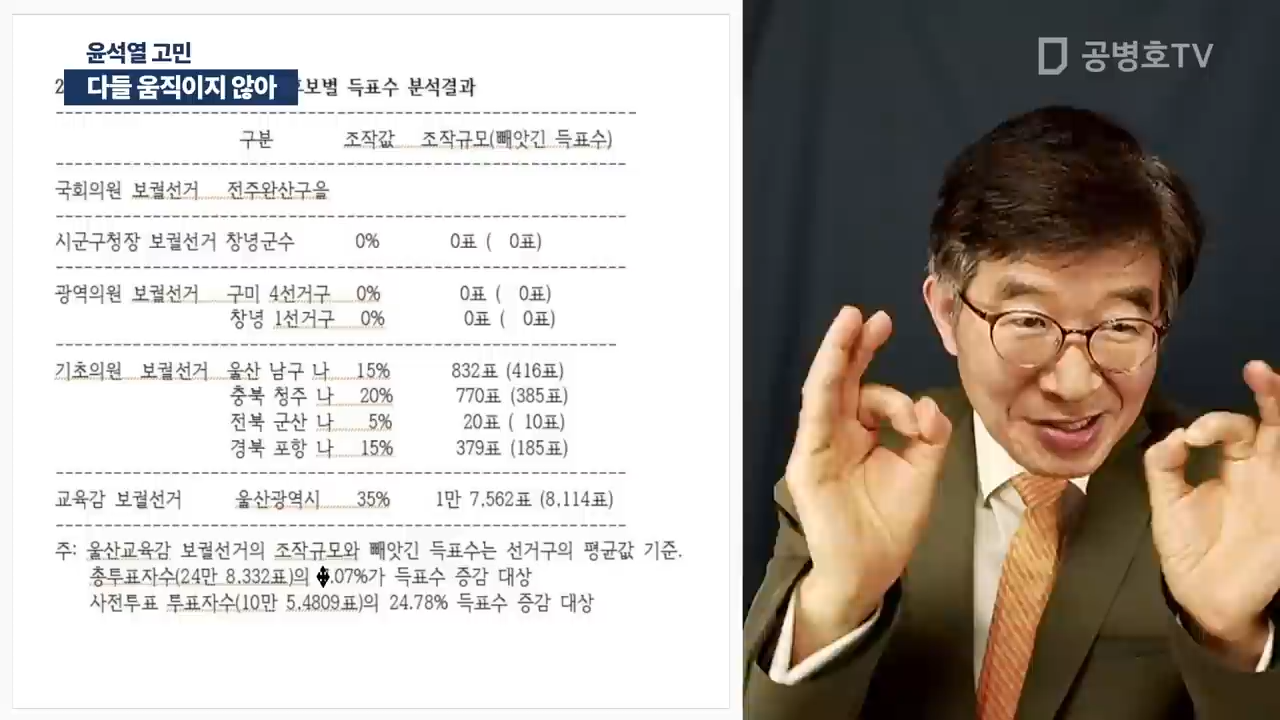 윤석열 고민
다들 움직이지 않아
공병호TV
2 후보별 득표수 분석결과
구분 조작값 조작규모(빼앗긴 득표수)
국회의원 보궐선거 전주완산구을
시군구청장 보궐선거 창녕군수 0% 0표 ( 0표)
광역의원 보궐선거 구미 4선거구 0% 0표 ( 0표)
창녕 1선거구 0% 0표 ( 0표)
기초의원 보궐선거 울산 남구 나 15% 832표 (416표)
충북 청주 나 20% 770표 (385표)
전북 군산 나 5% 20표 ( 10표)
경북 포항 나 15% 379표 (185표)
교육감 보궐선거 울산광역시 35% 1만 7,562표 (8,114표)
주: 울산교육감 보궐선거의 조작규모와 빼앗긴 득표수는 선거구의 평균값 기준.
총투표자수(24만 8.332표)의 .07%가 득표수 증감 대상
사전투표 투표자수(10만 5.4809표)의 24.78% 득표수 증감 대상